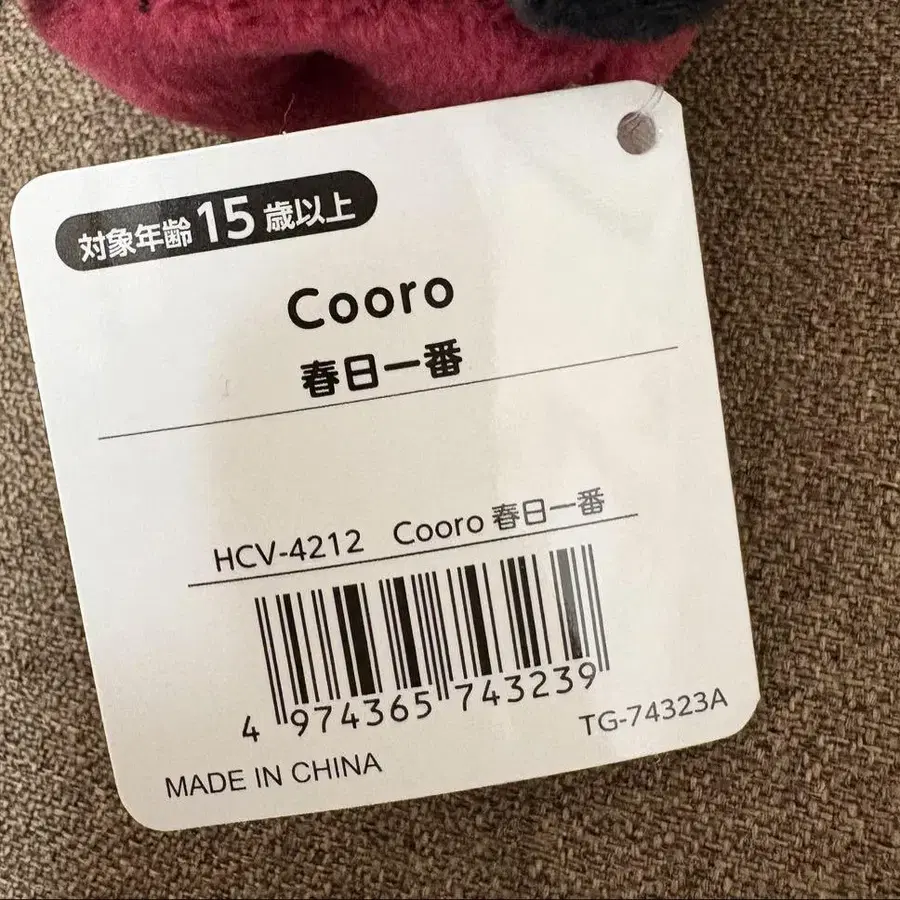 対象年齢15歳以上
Cooro
春日一番
HCV-4212 Cooro 春日一番
4 974365 743239
TG-74323A
MADE IN CHINA